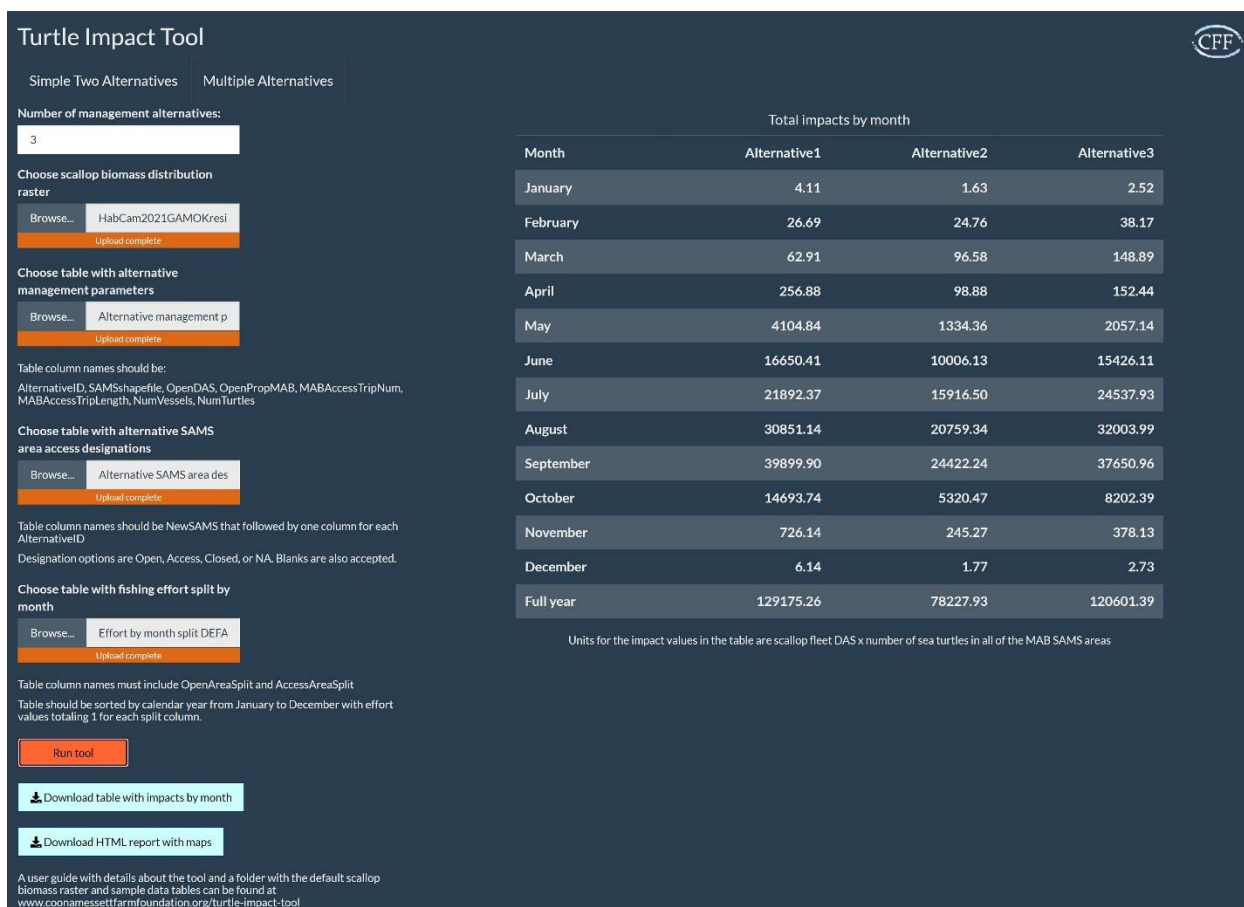 Turtle Impact Tool
CFF
Simple Two Alternatives Multiple Alternatives
Number of management alternatives:
3
Choose scallop biomass distribution
raster
Browse... HabCam2021GAMOKresi
Upload complete
Choose table with alternative
management parameters
Browse... Alternative management p
Upload complete
Table column names should be:
AlternativeID, SAMSshapefile, OpenDAS, OpenPropMAB, MABAccessTripNum,
MABAccessTripLength, NumVessels, NumTurtles
Choose table with alternative SAMS
area access designations
Browse... Alternative SAMS area des
Upload complete
Table column names should be NewSAMS that followed by one column for each
AlternativeID
Designation options are Open, Access, Closed, or NA. Blanks are also accepted.
Choose table with fishing effort split by
month
Browse... Effort by month split DEFA
Upload complete
Table column names must include OpenAreaSplit and AccessAreaSplit
Table should be sorted by calendar year from January to December with effort
values totaling 1 for each split column.
Run tool
Download table with impacts by month
Download HTML report with maps
A user guide with details about the tool and a folder with the default scallop
biomass raster and sample data tables can be found at
www.coonamessettfarmfoundation.org/turtle-impact-tool
Total impacts by month
Month Alternative1 Alternative2 Alternative3
January 4.11 1.63 2.52
February 26.69 24.76 38.17
March 62.91 96.58 148.89
April 256.88 98.88 152.44
May 4104.84 1334.36 2057.14
June 16650.41 10006.13 15426.11
July 21892.37 15916.50 24537.93
August 30851.14 20759.34 32003.99
September 39899.90 24422.24 37650.96
October 14693.74 5320.47 8202.39
November 726.14 245.27 378.13
December 6.14 1.77 2.73
Full year 129175.26 78227.93 120601.39
Units for the impact values in the table are scallop fleet DAS x number of sea turtles in all of the MAB SAMS areas